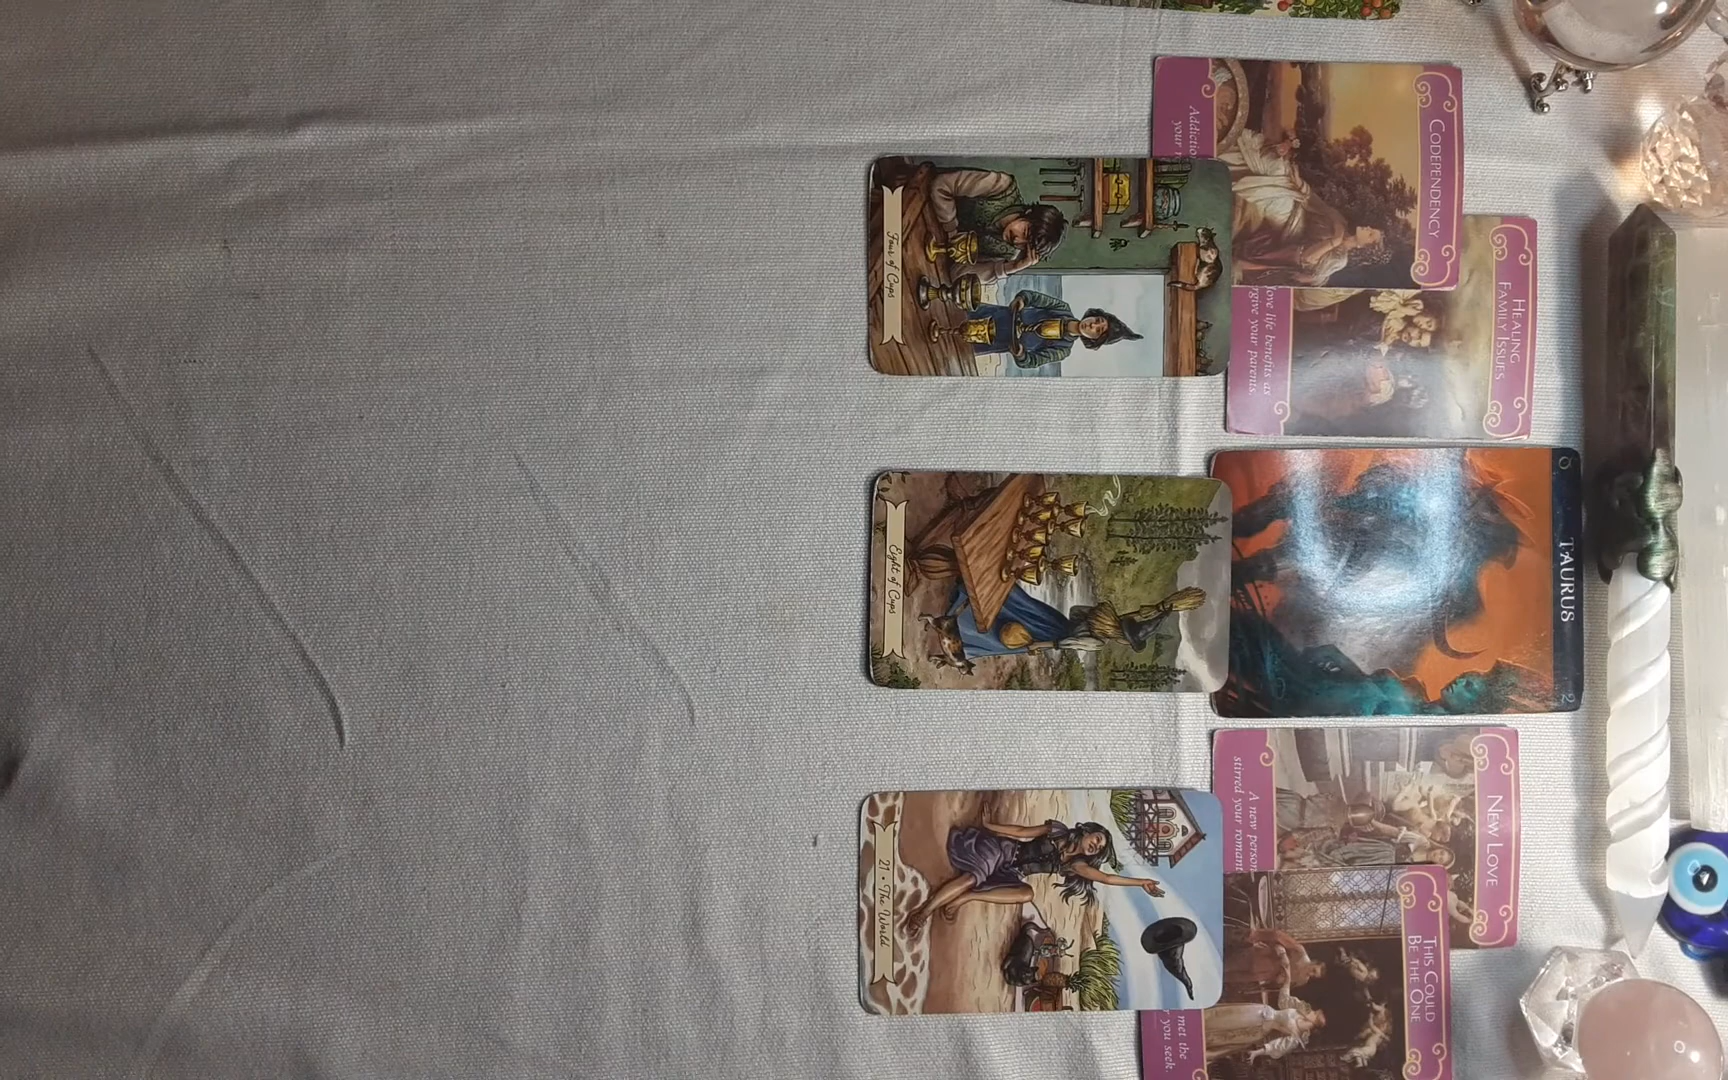 CODEPENDENCY
Addictio
your r
HEALING
FAMILY ISSUES
love life benefits as
rgive your parents.
Four of Cups
TAURUS
2
Eight of Cups
NEW LOVE
A new person
stirred your romant
THIS COULD
BE THE ONE
met the
you seek.
21 • The World